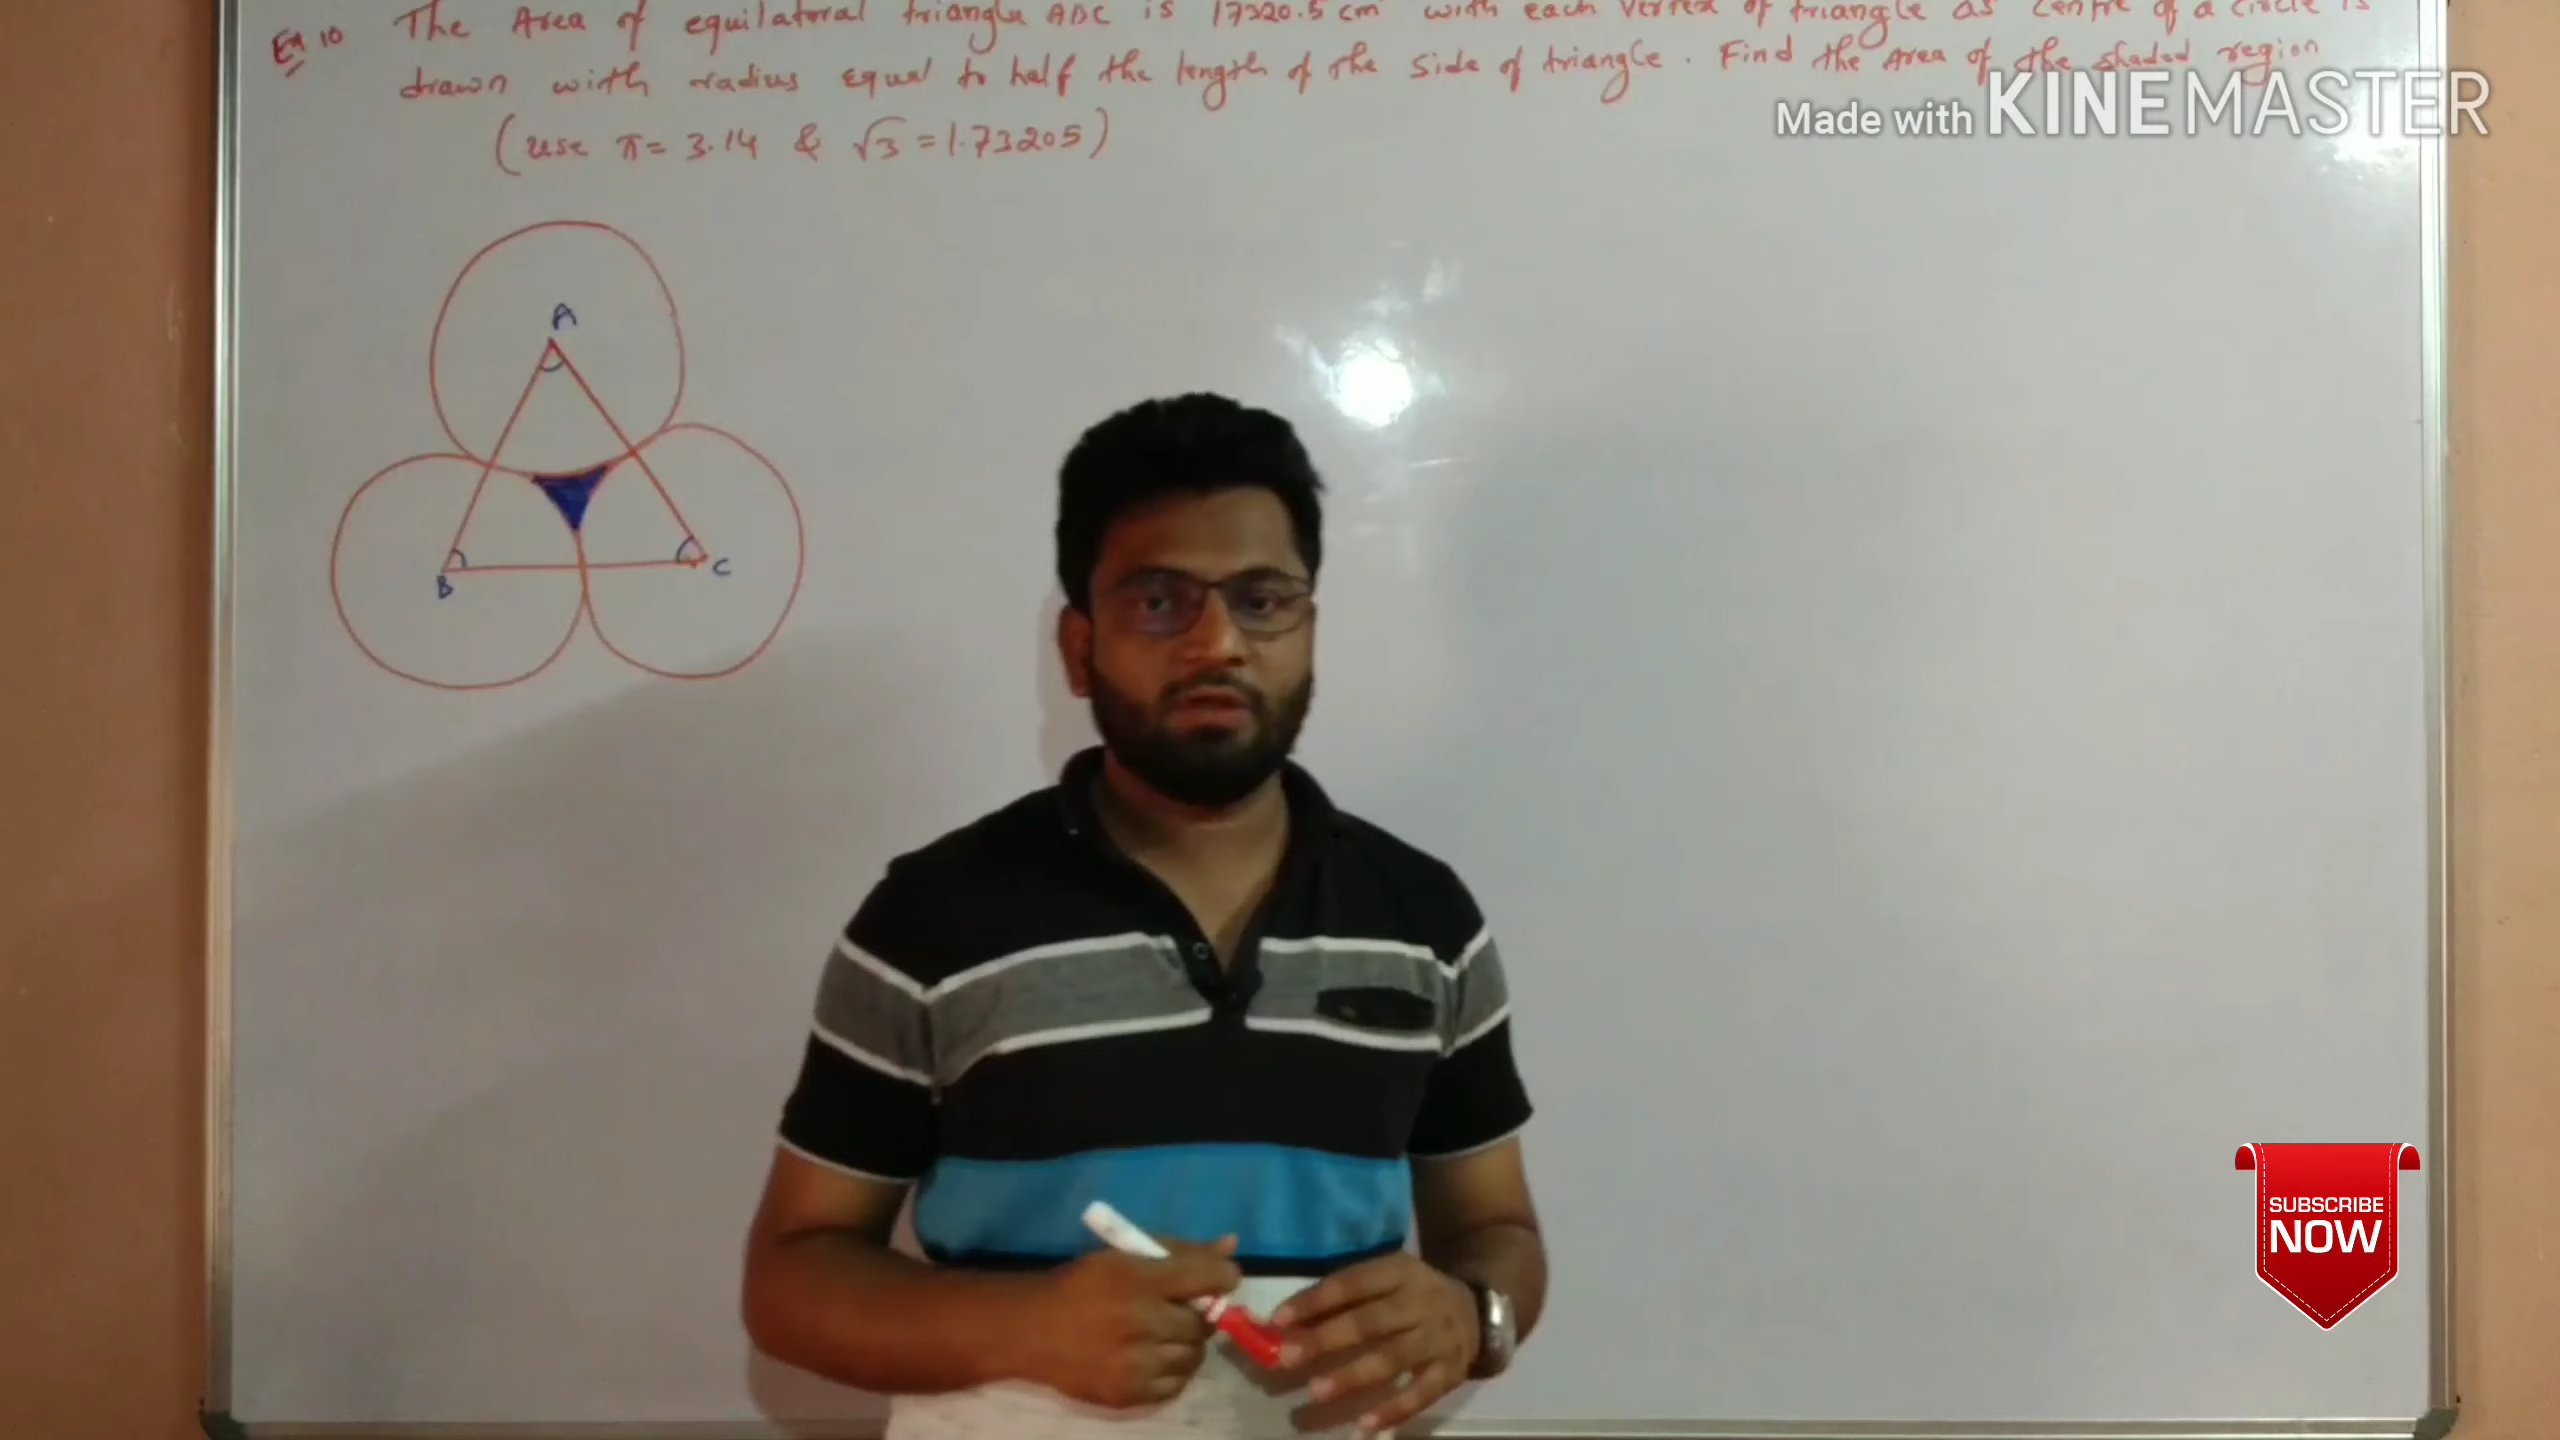 Ex 10 The Area of equilateral triangle ABC is 17320.5 cm² with each vertex of triangle as centre of a circle is
drawn with radius equal to half the length of the side of triangle. Find the area of the shaded region
(use π = 3.14 & √3 = 1.73205)
Made with KINEMASTER
A
B
C
SUBSCRIBE
NOW